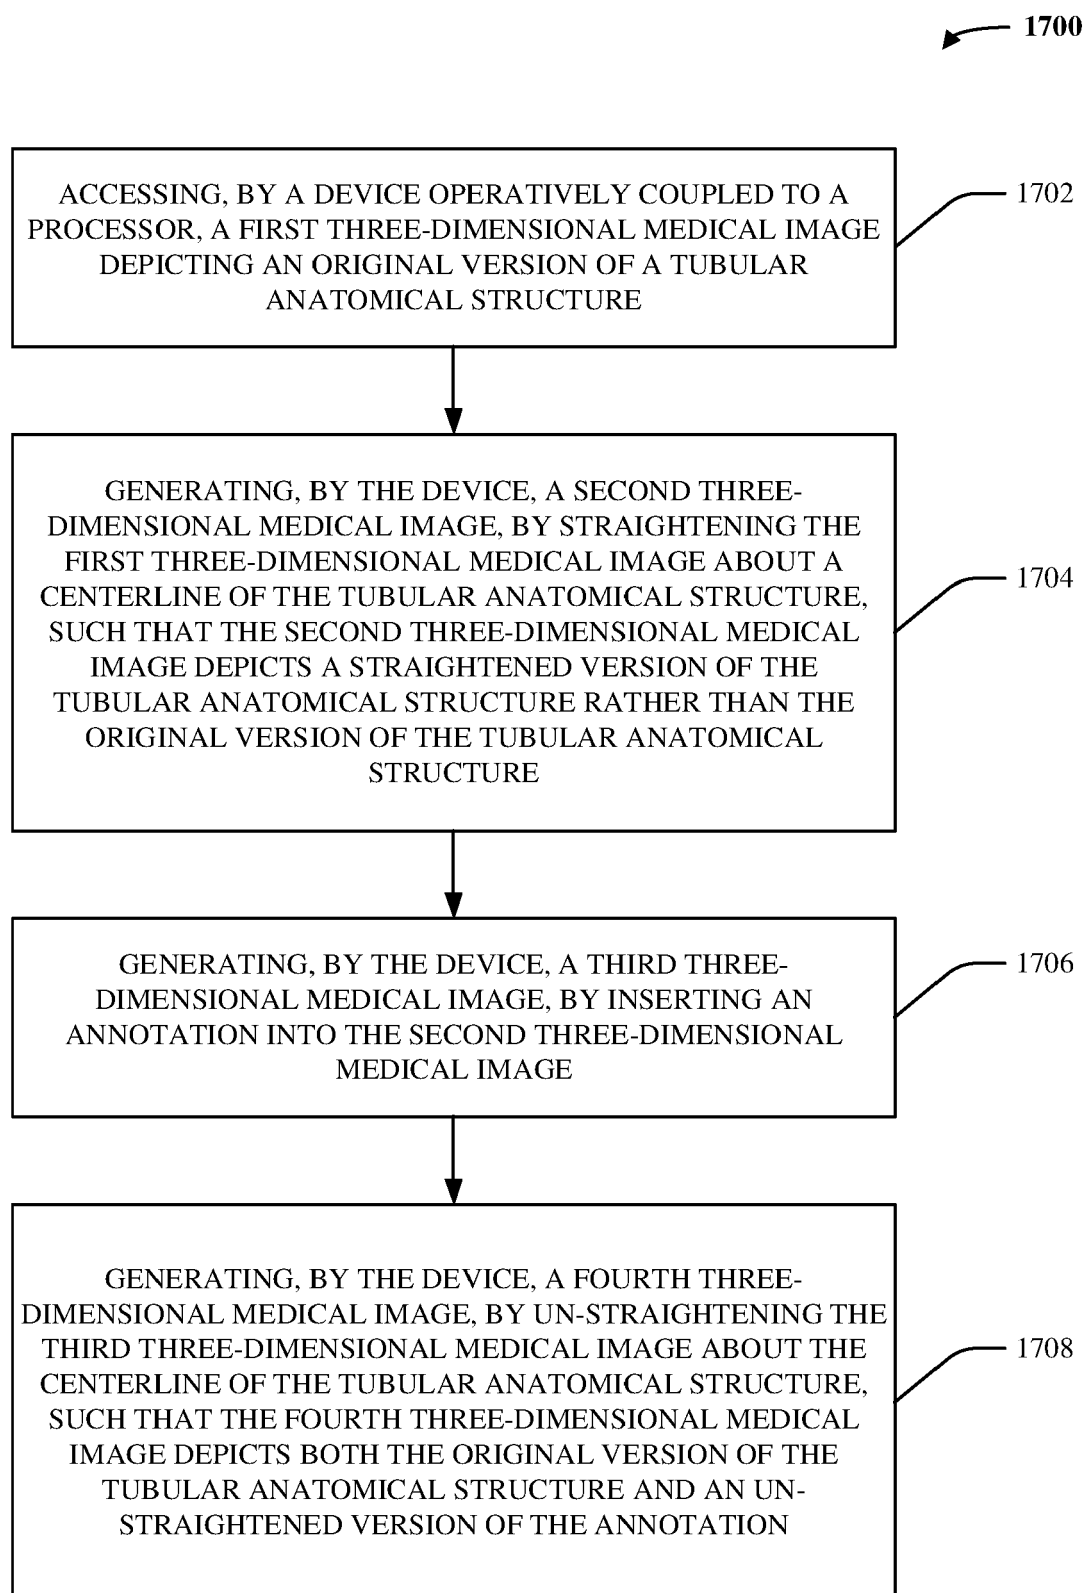 1700
ACCESSING, BY A DEVICE OPERATIVELY COUPLED TO A
PROCESSOR, A FIRST THREE-DIMENSIONAL MEDICAL IMAGE
DEPICTING AN ORIGINAL VERSION OF A TUBULAR
ANATOMICAL STRUCTURE
1702
GENERATING, BY THE DEVICE, A SECOND THREE-
DIMENSIONAL MEDICAL IMAGE, BY STRAIGHTENING THE
FIRST THREE-DIMENSIONAL MEDICAL IMAGE ABOUT A
CENTERLINE OF THE TUBULAR ANATOMICAL STRUCTURE,
SUCH THAT THE SECOND THREE-DIMENSIONAL MEDICAL
IMAGE DEPICTS A STRAIGHTENED VERSION OF THE
TUBULAR ANATOMICAL STRUCTURE RATHER THAN THE
ORIGINAL VERSION OF THE TUBULAR ANATOMICAL
STRUCTURE
1704
GENERATING, BY THE DEVICE, A THIRD THREE-
DIMENSIONAL MEDICAL IMAGE, BY INSERTING AN
ANNOTATION INTO THE SECOND THREE-DIMENSIONAL
MEDICAL IMAGE
1706
GENERATING, BY THE DEVICE, A FOURTH THREE-
DIMENSIONAL MEDICAL IMAGE, BY UN-STRAIGHTENING THE
THIRD THREE-DIMENSIONAL MEDICAL IMAGE ABOUT THE
CENTERLINE OF THE TUBULAR ANATOMICAL STRUCTURE,
SUCH THAT THE FOURTH THREE-DIMENSIONAL MEDICAL
IMAGE DEPICTS BOTH THE ORIGINAL VERSION OF THE
TUBULAR ANATOMICAL STRUCTURE AND AN UN-
STRAIGHTENED VERSION OF THE ANNOTATION
1708